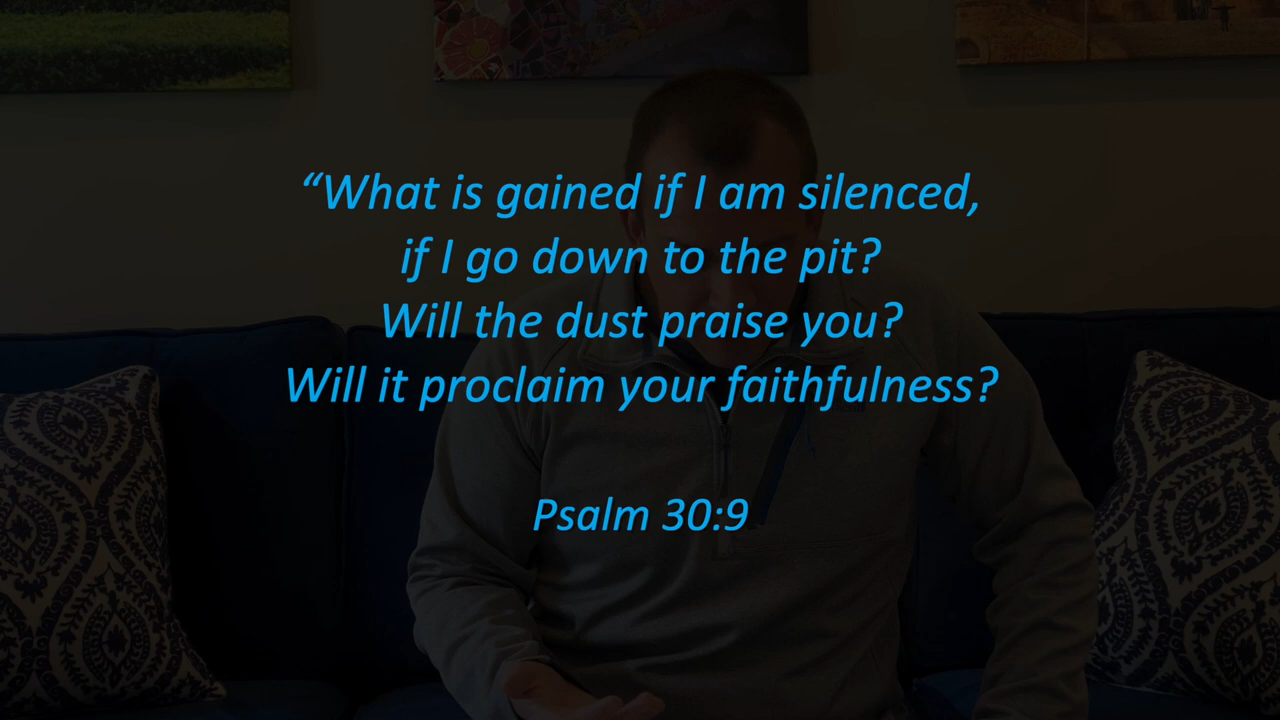 “What is gained if I am silenced,
if I go down to the pit?
Will the dust praise you?
Will it proclaim your faithfulness?
Psalm 30:9